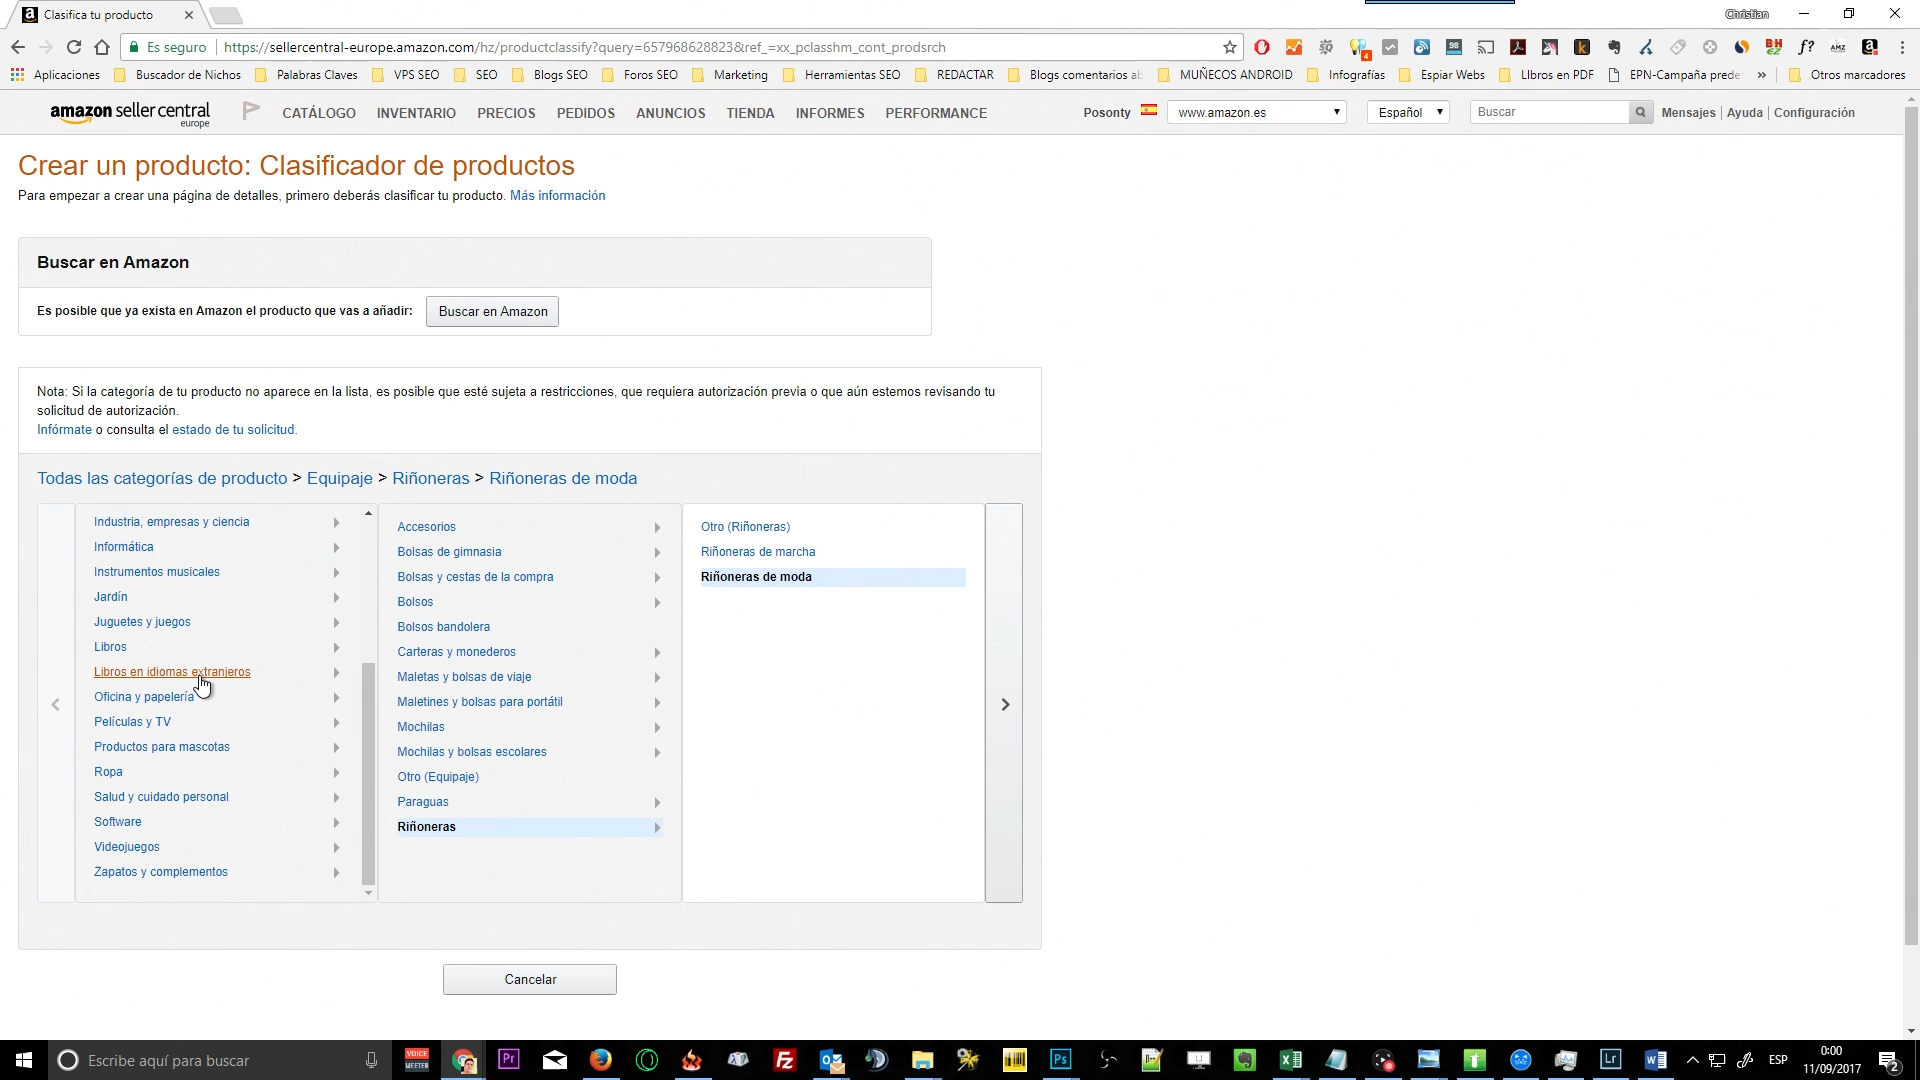 Clasifica tu producto
Christian
Es seguro
https://sellercentral-europe.amazon.com/hz/productclassify?query=657968628823&ref_=xx_pclasshm_cont_prodsrch
Aplicaciones
Buscador de Nichos
Palabras Claves
VPS SEO
SEO
Blogs SEO
Foros SEO
Marketing
Herramientas SEO
REDACTAR
Blogs comentarios ab
MUÑECOS ANDROID
Infografías
Espiar Webs
LIbros en PDF
EPN-Campaña prede
»
Otros marcadores
amazon seller central
europe
CATÁLOGO
INVENTARIO
PRECIOS
PEDIDOS
ANUNCIOS
TIENDA
INFORMES
PERFORMANCE
Posonty
www.amazon.es
Español
Buscar
Mensajes | Ayuda | Configuración
Crear un producto: Clasificador de productos
Para empezar a crear una página de detalles, primero deberás clasificar tu producto. Más información
Buscar en Amazon
Es posible que ya exista en Amazon el producto que vas a añadir:
Buscar en Amazon
Nota: Si la categoría de tu producto no aparece en la lista, es posible que esté sujeta a restricciones, que requiera autorización previa o que aún estemos revisando tu
solicitud de autorización.
Infórmate o consulta el estado de tu solicitud.
Todas las categorías de producto > Equipaje > Riñoneras > Riñoneras de moda
Industria, empresas y ciencia
Informática
Instrumentos musicales
Jardín
Juguetes y juegos
Libros
Libros en idiomas extranjeros
Oficina y papelería
Películas y TV
Productos para mascotas
Ropa
Salud y cuidado personal
Software
Videojuegos
Zapatos y complementos
Accesorios
Bolsas de gimnasia
Bolsas y cestas de la compra
Bolsos
Bolsos bandolera
Carteras y monederos
Maletas y bolsas de viaje
Maletines y bolsas para portátil
Mochilas
Mochilas y bolsas escolares
Otro (Equipaje)
Paraguas
Riñoneras
Otro (Riñoneras)
Riñoneras de marcha
Riñoneras de moda
Cancelar
Escribe aquí para buscar
VOICE
MEETER
Pr
Fz
Ps
Lr
ESP
0:00
11/09/2017
2